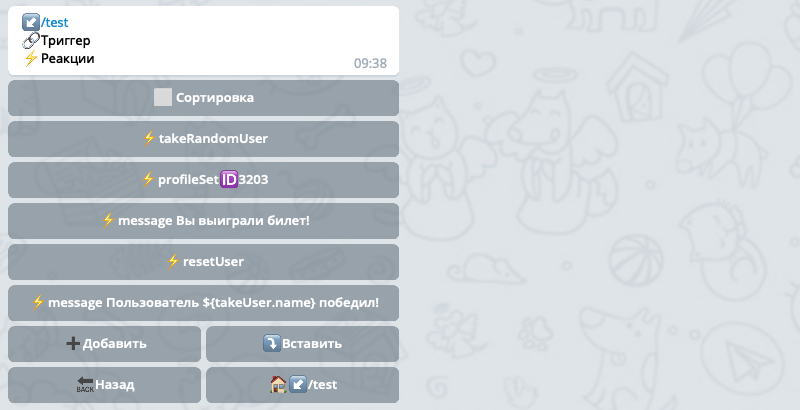 /test
Триггер
Реакции
09:38
Сортировка
takeRandomUser
profileSet🆔3203
message Вы выиграли билет!
resetUser
message Пользователь ${takeUser.name} победил!
Добавить
Вставить
BACK Назад
/test